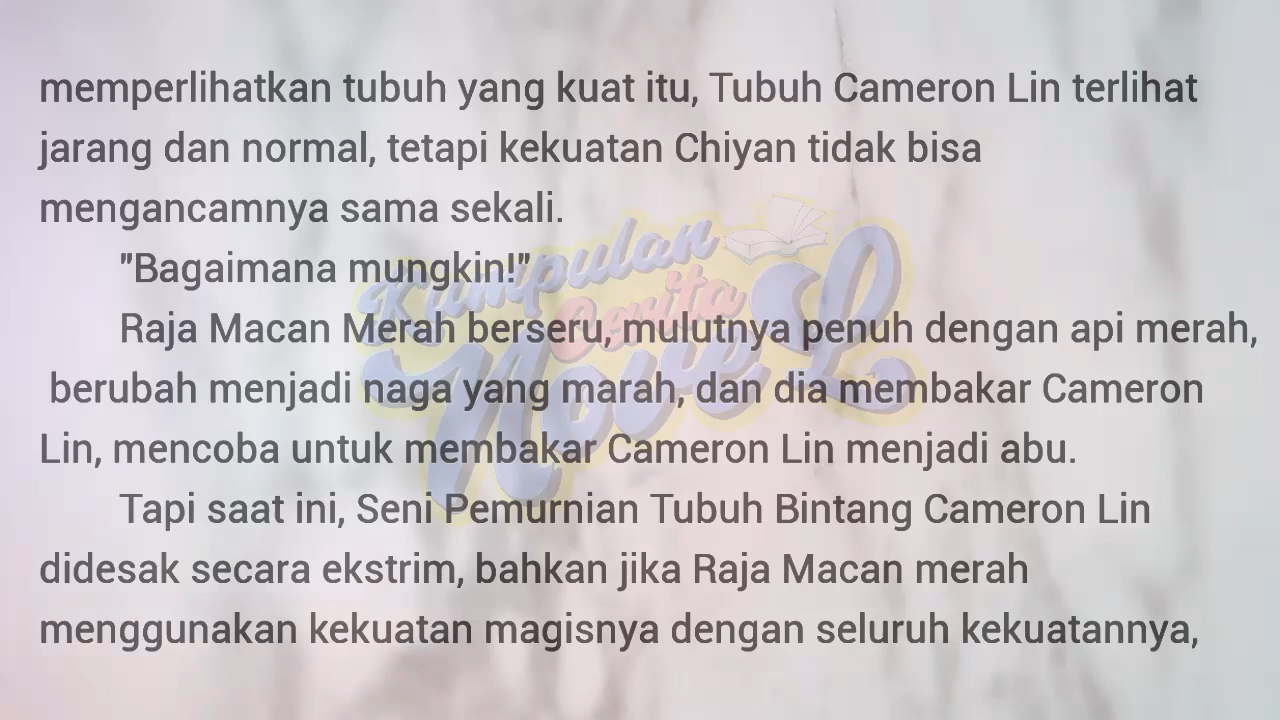 memperlihatkan tubuh yang kuat itu, Tubuh Cameron Lin terlihat
jarang dan normal, tetapi kekuatan Chiyan tidak bisa
mengancamnya sama sekali.
"Bagaimana mungkin!"
Raja Macan Merah berseru, mulutnya penuh dengan api merah,
berubah menjadi naga yang marah, dan dia membakar Cameron
Lin, mencoba untuk membakar Cameron Lin menjadi abu.
Tapi saat ini, Seni Pemurnian Tubuh Bintang Cameron Lin
didesak secara ekstrim, bahkan jika Raja Macan merah
menggunakan kekuatan magisnya dengan seluruh kekuatannya,
Kumpulan
Cerita
NoveL